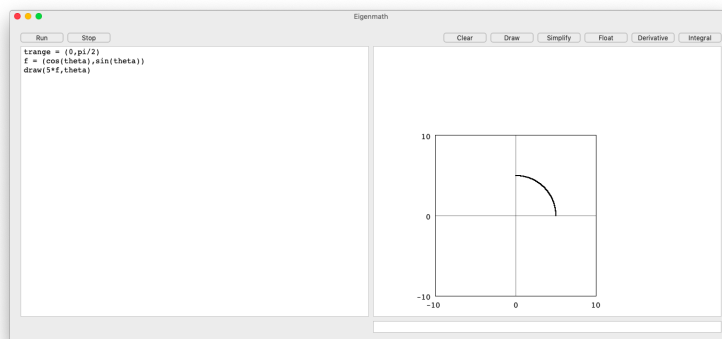 Eigenmath
Run Stop Clear Draw Simplify Float Derivative Integral
trange = (0,pi/2)
f = (cos(theta),sin(theta))
draw(5*f,theta)
10
0
-10
-10 0 10